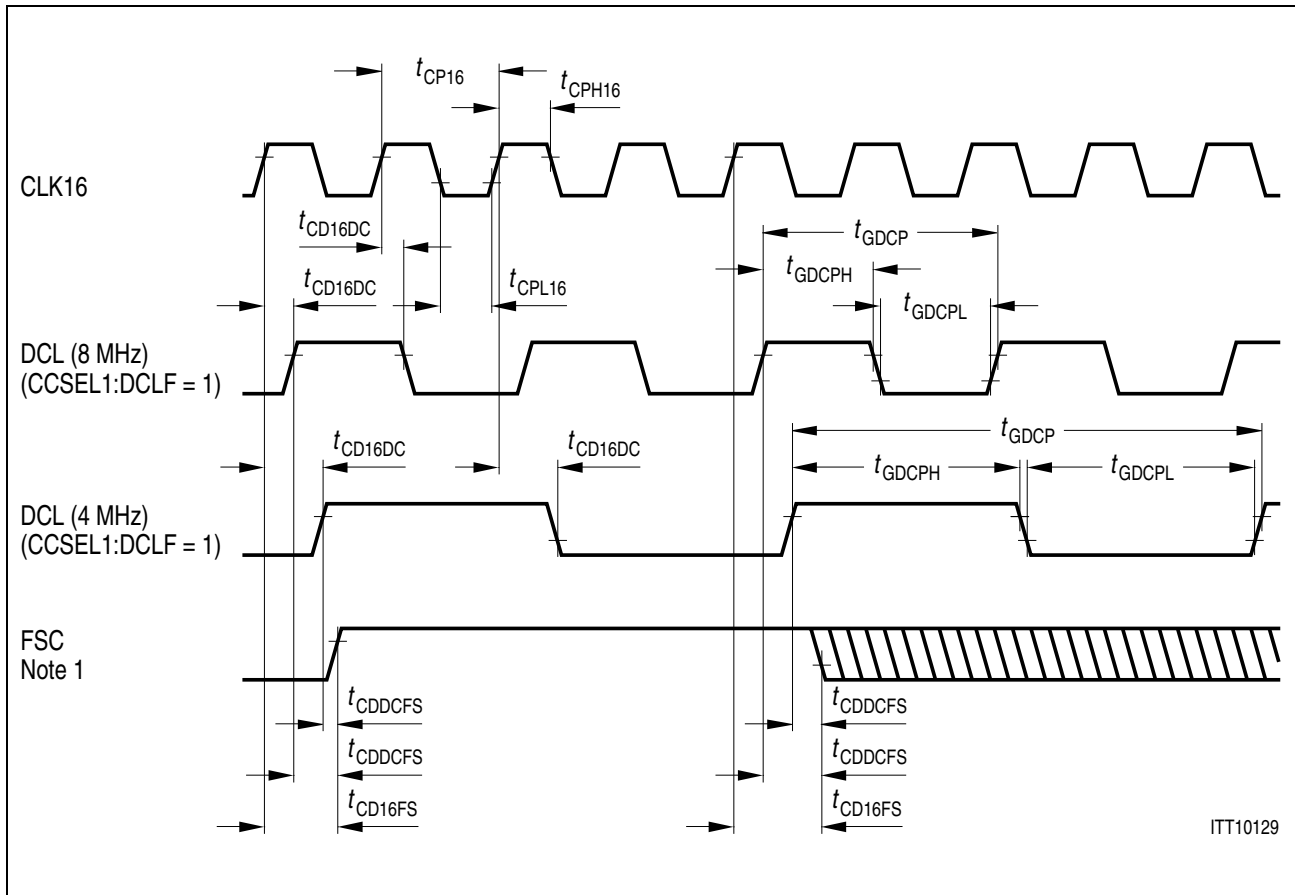 tCP16
tCPH16
CLK16
tCD16DC
tGDCP
tCD16DC
tCPL16
tGDCPH
tGDCPL
DCL (8 MHz)
(CCSEL1:DCLF = 1)
tCD16DC
tCD16DC
tGDCP
tGDCPH
tGDCPL
DCL (4 MHz)
(CCSEL1:DCLF = 1)
FSC
Note 1
tCDDCFS
tCDDCFS
tCDDCFS
tCDDCFS
tCD16FS
tCD16FS
ITT10129